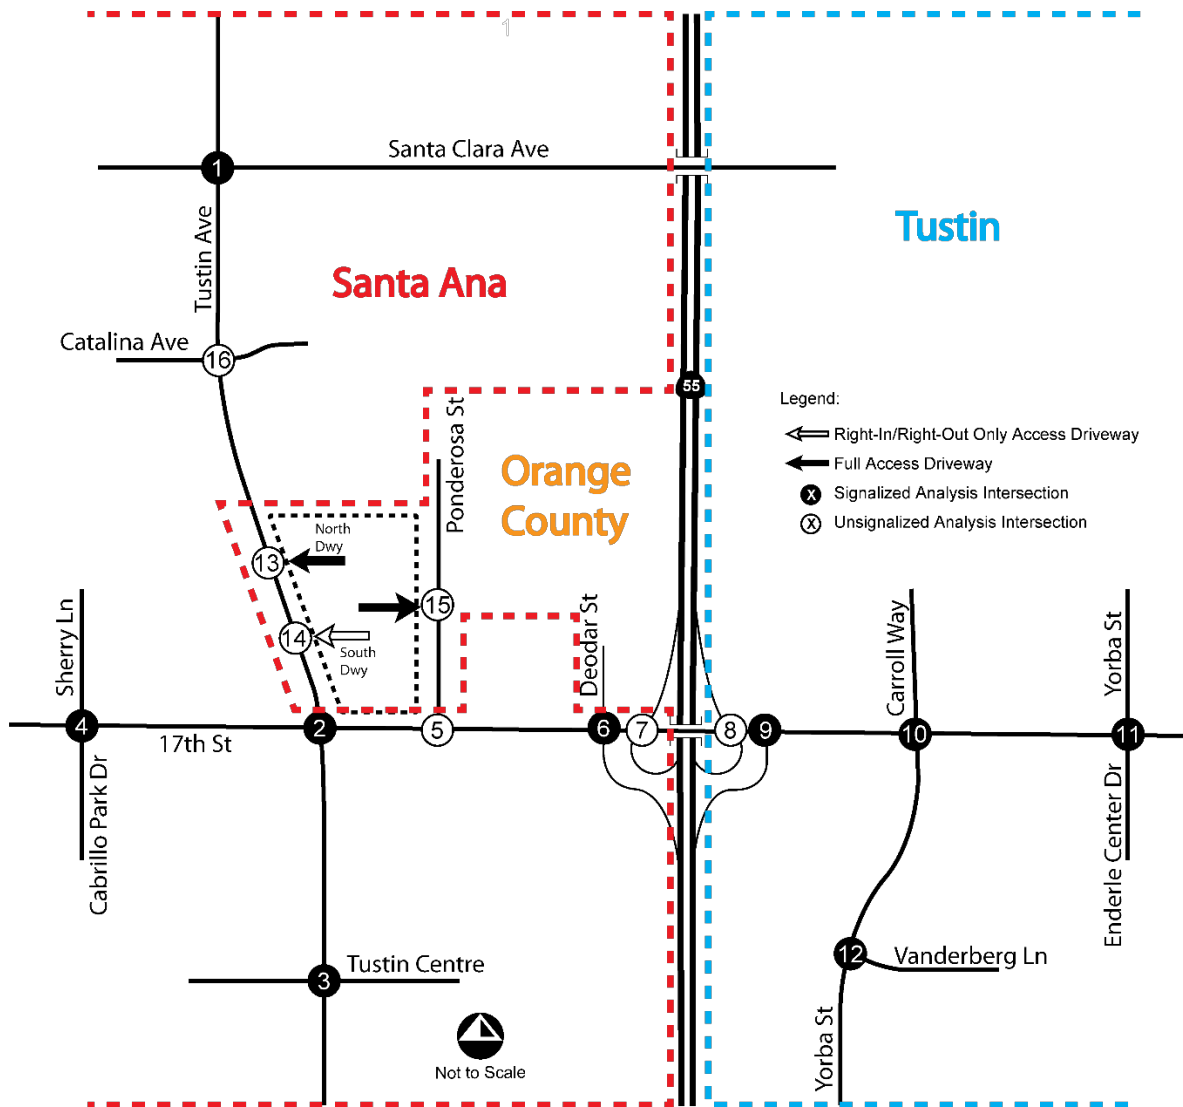 1
Santa Clara Ave
1
Tustin Ave
Tustin
Santa Ana
Catalina Ave
16
55
Ponderosa St
Legend:
Right-In/Right-Out Only Access Driveway
Full Access Driveway
X Signalized Analysis Intersection
X Unsignalized Analysis Intersection
Orange
County
North
Dwy
13
15
14
South
Dwy
Sherry Ln
Deodar St
Carroll Way
Yorba St
4
17th St
2
5
6
7
8
9
10
11
Cabrillo Park Dr
Enderle Center Dr
12
Vanderberg Ln
Tustin Centre
3
Yorba St
Not to Scale